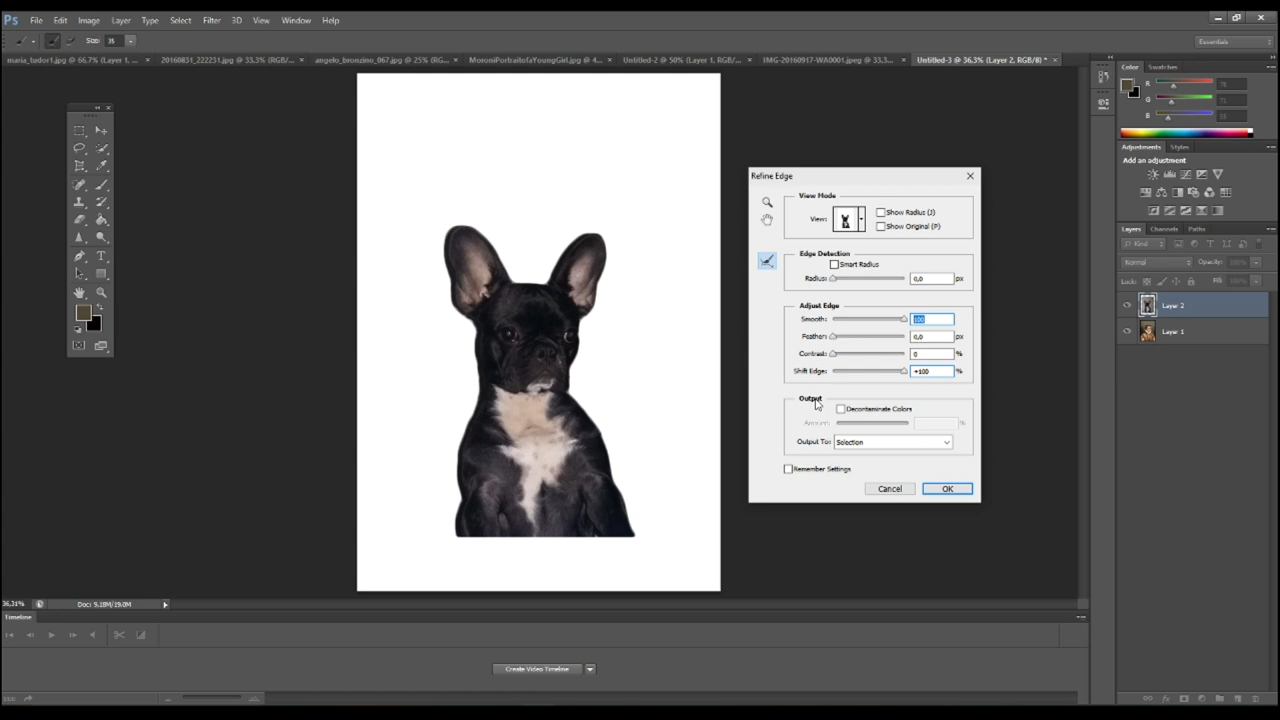 Ps File Edit Image Layer Type Select Filter 3D View Window Help
Size: 35
Essentials
maria_tudor1.jpg @ 66,7% (Layer 1, ... × 20160831_222231.jpg @ 33,3% (RGB/... × angelo_bronzino_067.jpg @ 25% (RG... × MoroniPortraitofaYoungGirl.jpg @ 4... × Untitled-2 @ 50% (Layer 1, RGB/... × IMG-20160917-WA0001.jpeg @ 33,3... × Untitled-3 @ 36,3% (Layer 2, RGB/8) * ×
Color Swatches
R
G
B
Adjustments Styles
Add an adjustment
Layers Channels Paths
Kind
Normal Opacity: 100%
Lock: Fill:
Layer 2
Layer 1
Refine Edge
View Mode
View:
Show Radius (J)
Show Original (P)
Edge Detection
Smart Radius
Radius: 0,0 px
Adjust Edge
Smooth: 100
Feather: 0,0 px
Contrast: 0 %
Shift Edge: +100 %
Output
Decontaminate Colors
Amount: %
Output To: Selection
Remember Settings
Cancel OK
36,31% Doc: 9.18M/19.0M
Timeline
Create Video Timeline